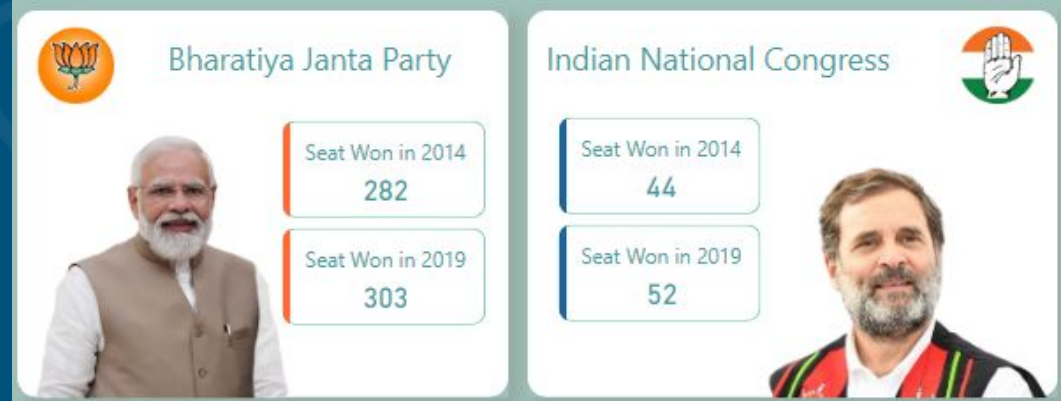 Bharatiya Janta Party
Seat Won in 2014
282
Seat Won in 2019
303
Indian National Congress
Seat Won in 2014
44
Seat Won in 2019
52